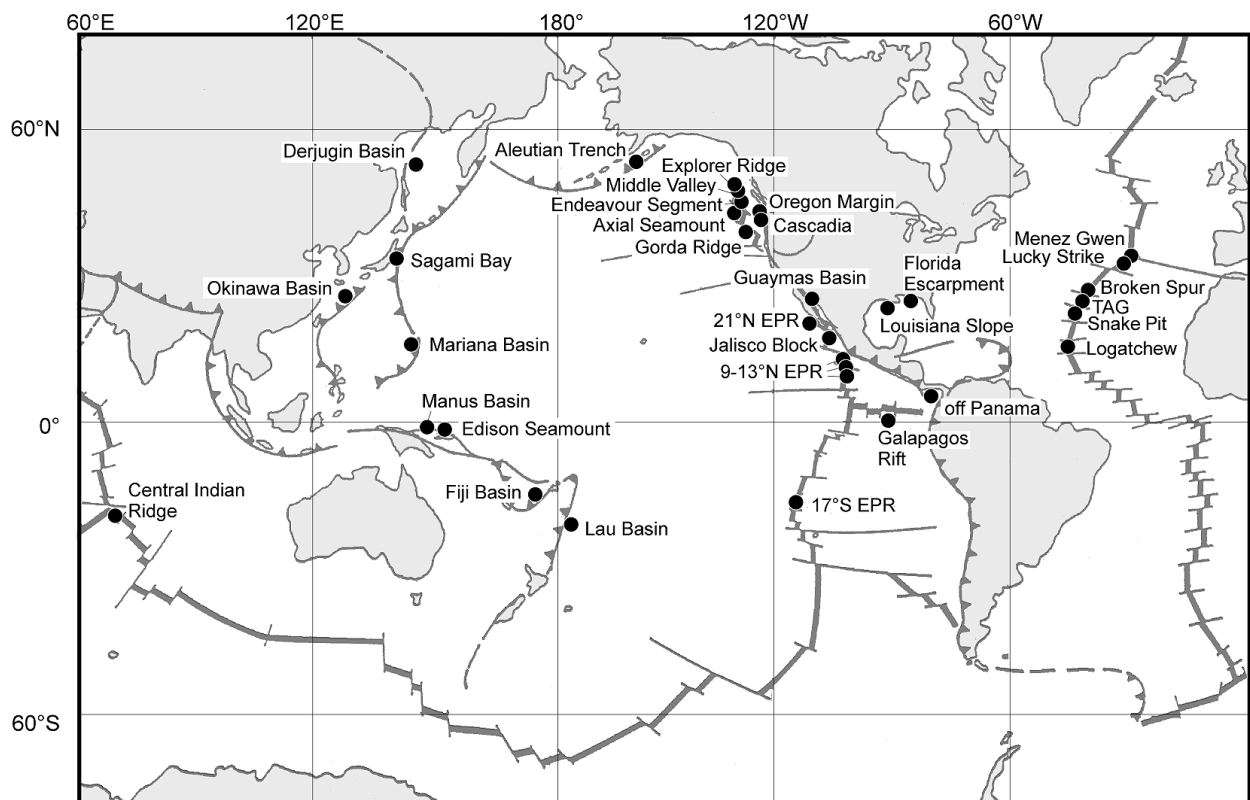 60°E 120°E 180° 120°W 60°W
60°N
Derjugin Basin
Aleutian Trench
Explorer Ridge
Middle Valley
Endeavour Segment
Oregon Margin
Axial Seamount
Cascadia
Gorda Ridge
Menez Gwen
Lucky Strike
Sagami Bay
Okinawa Basin
Guaymas Basin
Florida
Escarpment
Broken Spur
TAG
21°N EPR
Louisiana Slope
Snake Pit
Mariana Basin
Jalisco Block
Logatchew
9-13°N EPR
Manus Basin
off Panama
0°
Edison Seamount
Galapagos
Rift
Central Indian
Ridge
Fiji Basin
17°S EPR
Lau Basin
60°S